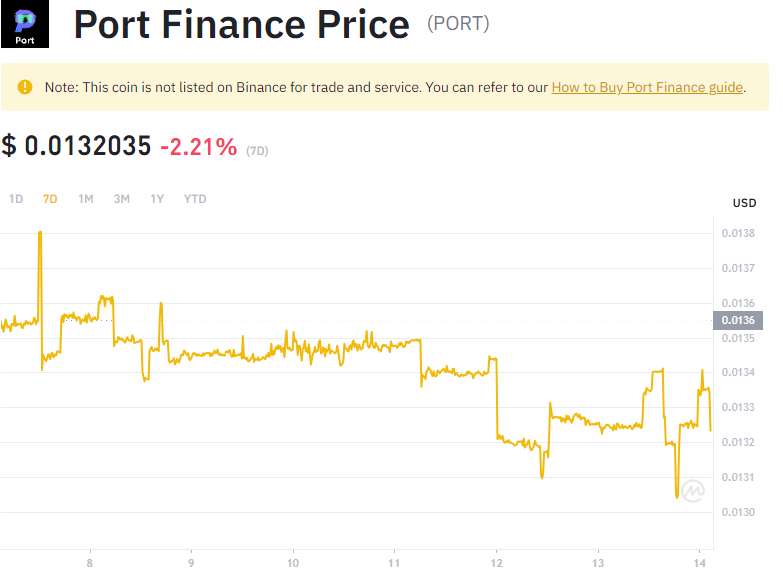 Port
Port Finance Price (PORT)
Note: This coin is not listed on Binance for trade and service. You can refer to our How to Buy Port Finance guide.
$ 0.0132035 -2.21% (7D)
1D 7D 1M 3M 1Y YTD
USD
0.0138
0.0137
0.0136
0.0136
0.0135
0.0134
0.0133
0.0132
0.0131
0.0130
8 9 10 11 12 13 14